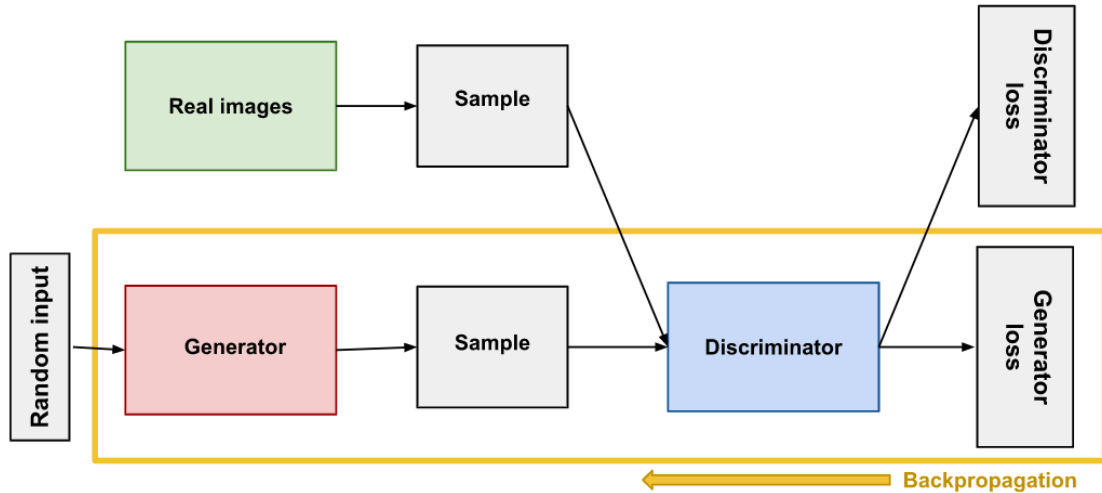 Real images
Sample
Discriminator
loss
Random input
Generator
Sample
Discriminator
Generator
loss
Backpropagation